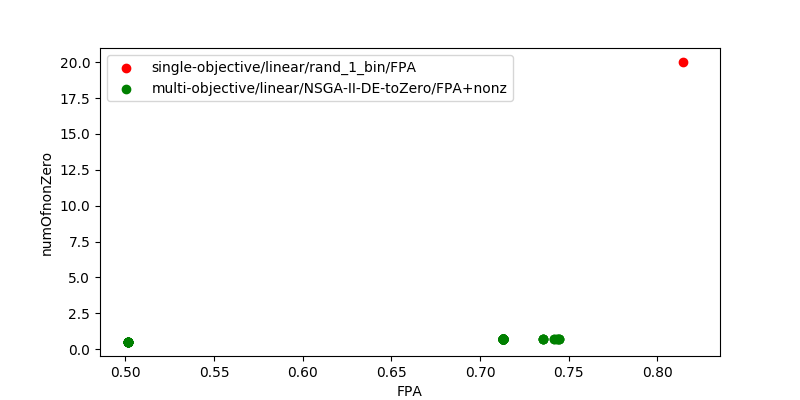 single-objective/linear/rand_1_bin/FPA
multi-objective/linear/NSGA-II-DE-toZero/FPA+nonz
numOfnonZero
20.0
17.5
15.0
12.5
10.0
7.5
5.0
2.5
0.0
0.50 0.55 0.60 0.65 0.70 0.75 0.80
FPA